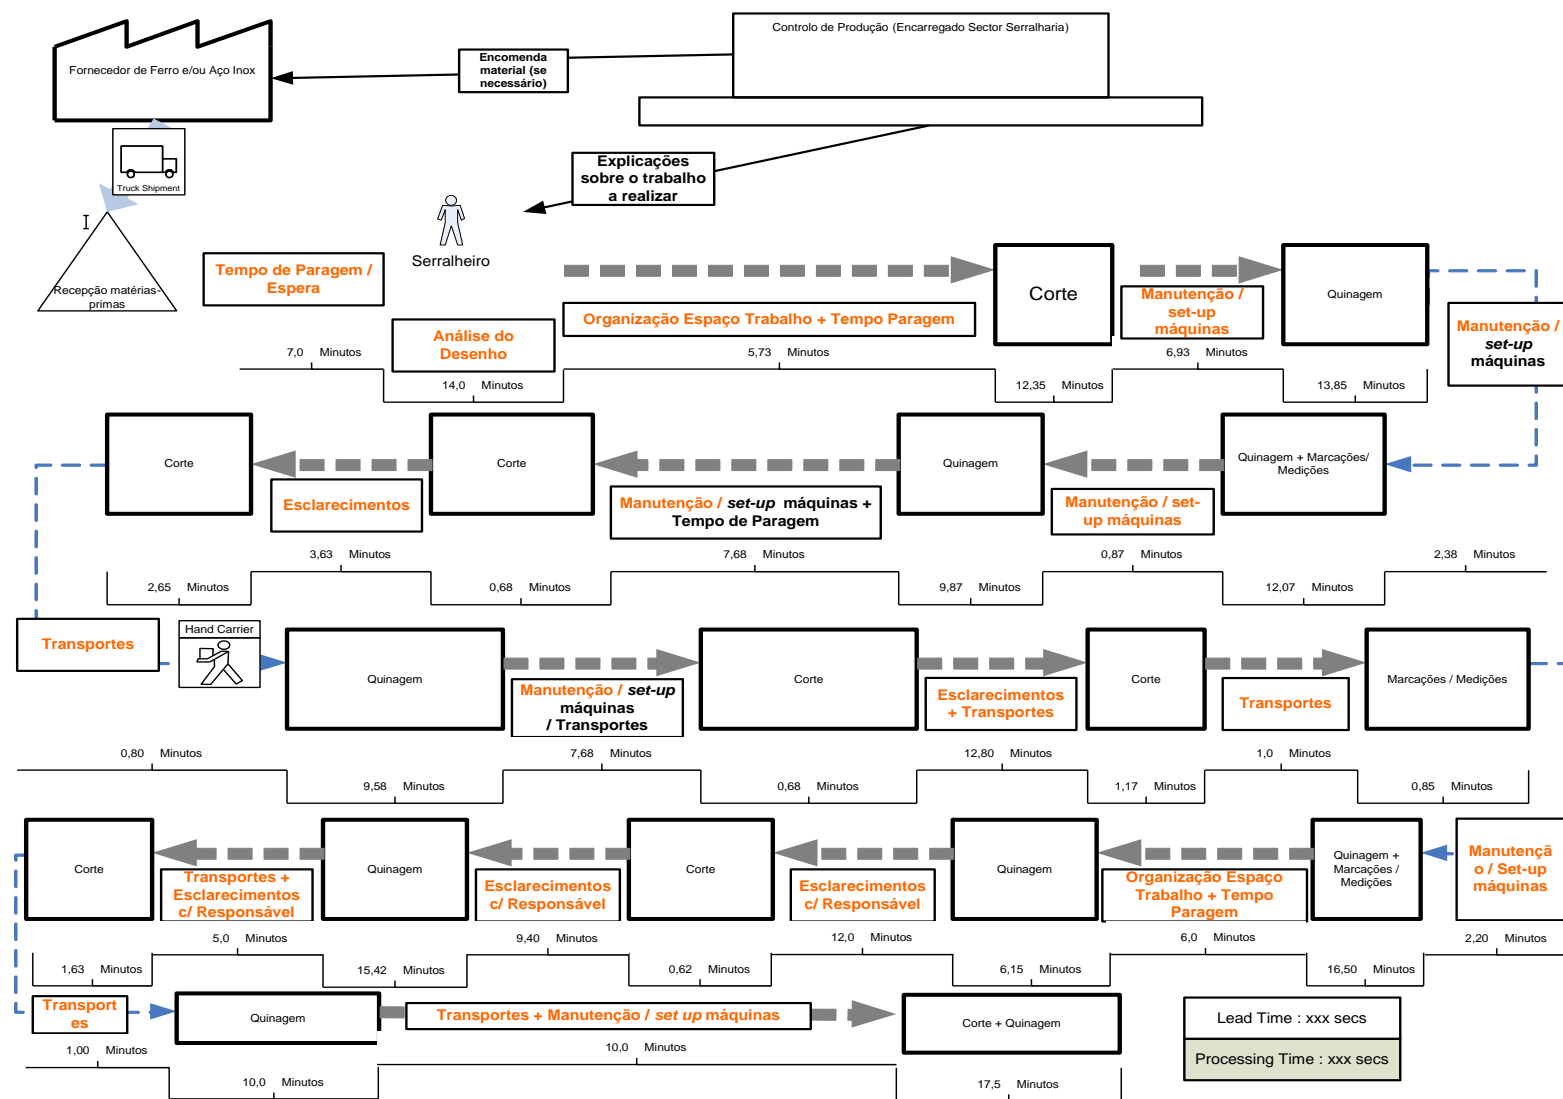 Controlo de Produção (Encarregado Sector Serralharia)
Fornecedor de Ferro e/ou Aço Inox
Encomenda
material (se
necessário)
Truck Shipment
Explicações
sobre o trabalho
a realizar
I
Recepção matérias-
primas
Serralheiro
Tempo de Paragem /
Espera
Análise do
Desenho
Organização Espaço Trabalho + Tempo Paragem
Corte
Manutenção /
set-up
máquinas
Quinagem
Manutenção /
set-up
máquinas
7,0 Minutos
14,0 Minutos
5,73 Minutos
12,35 Minutos
6,93 Minutos
13,85 Minutos
Corte
Esclarecimentos
Corte
Manutenção / set-up máquinas +
Tempo de Paragem
Quinagem
Manutenção / set-
up máquinas
Quinagem + Marcações/
Medições
2,65 Minutos
3,63 Minutos
0,68 Minutos
7,68 Minutos
9,87 Minutos
0,87 Minutos
12,07 Minutos
2,38 Minutos
Transportes
Hand Carrier
Quinagem
Manutenção / set-up
máquinas
/ Transportes
Corte
Esclarecimentos
+ Transportes
Corte
Transportes
Marcações / Medições
0,80 Minutos
9,58 Minutos
7,68 Minutos
0,68 Minutos
12,80 Minutos
1,17 Minutos
1,0 Minutos
0,85 Minutos
Corte
Transportes +
Esclarecimentos
c/ Responsável
Quinagem
Esclarecimentos
c/ Responsável
Corte
Esclarecimentos
c/ Responsável
Quinagem
Organização Espaço
Trabalho + Tempo
Paragem
Quinagem +
Marcações /
Medições
Manutençã
o / Set-up
máquinas
1,63 Minutos
5,0 Minutos
15,42 Minutos
9,40 Minutos
0,62 Minutos
12,0 Minutos
6,15 Minutos
6,0 Minutos
16,50 Minutos
2,20 Minutos
Transport
es
Quinagem
Transportes + Manutenção / set up máquinas
Corte + Quinagem
1,00 Minutos
10,0 Minutos
10,0 Minutos
17,5 Minutos
Lead Time : xxx secs
Processing Time : xxx secs